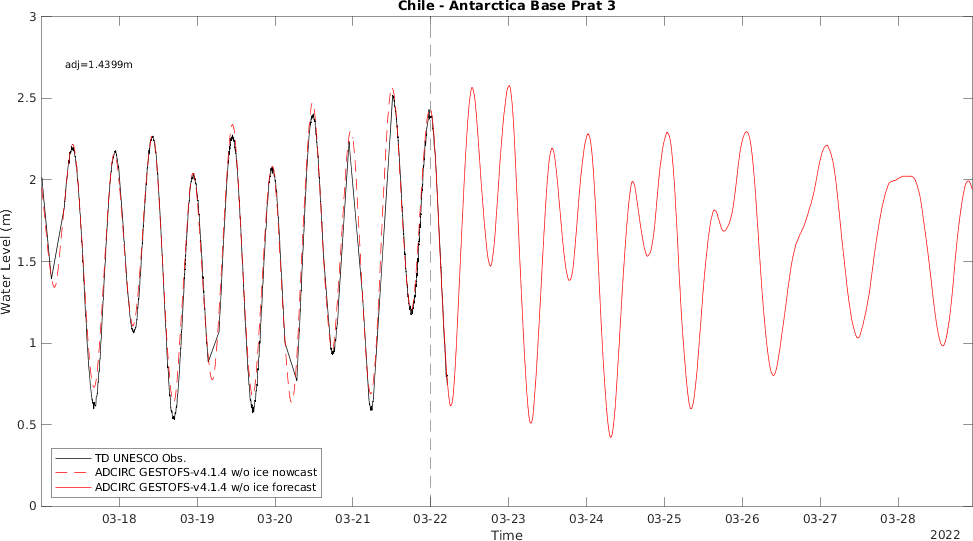 Chile - Antarctica Base Prat 3
adj=1.4399m
3
2.5
2
1.5
1
0.5
0
Water Level (m)
TD UNESCO Obs.
ADCIRC GESTOFS-v4.1.4 w/o ice nowcast
ADCIRC GESTOFS-v4.1.4 w/o ice forecast
03-18 03-19 03-20 03-21 03-22 03-23 03-24 03-25 03-26 03-27 03-28
Time
2022